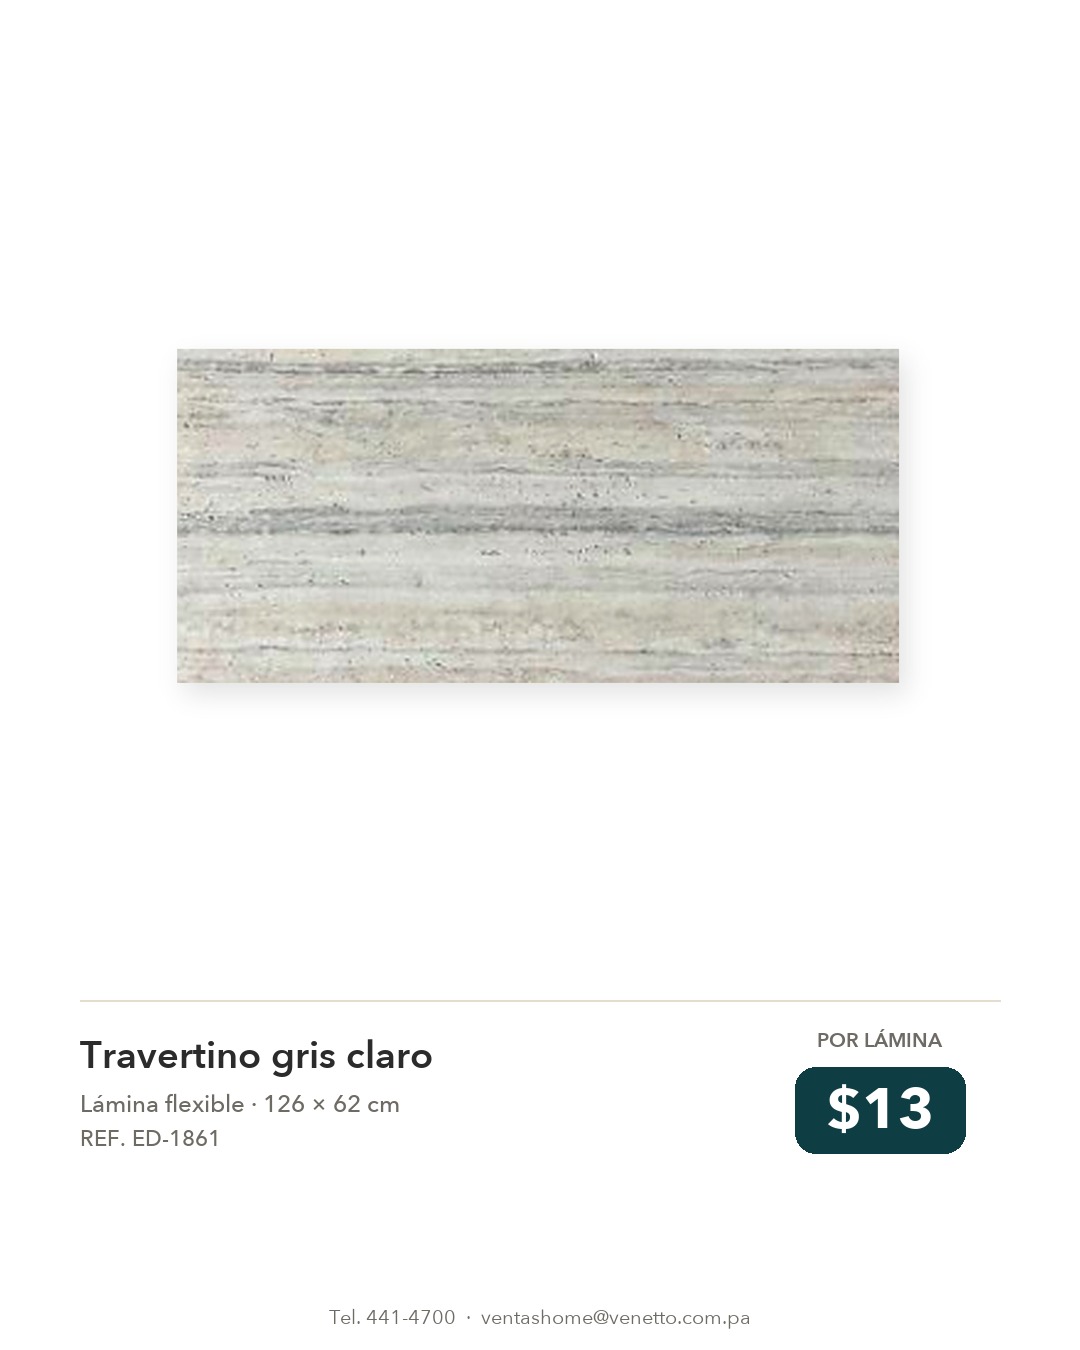 Travertino gris claro
Lámina flexible · 126 × 62 cm
REF. ED-1861
POR LÁMINA
$13
Tel. 441-4700 · ventashome@venetto.com.pa